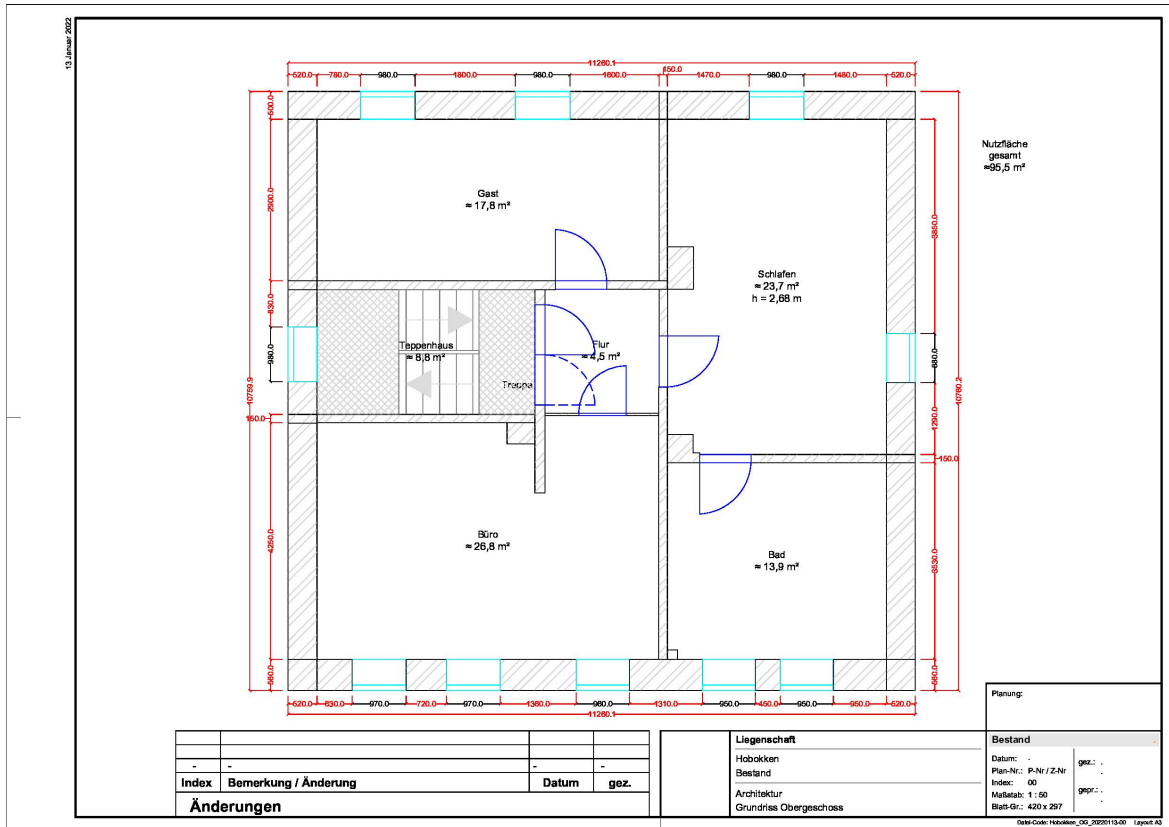 13 Januar 2022
11260.1
520.0 780.0 980.0 1800.0 980.0 1600.0 150.0 1470.0 980.0 1480.0 520.0
500.0
2900.0
830.0
980.0
10759.9
150.0
4250.0
560.0
Gast
≈ 17,8 m²
Schlafen
≈ 23,7 m²
h = 2,68 m
Teppenhaus
≈ 8,8 m²
Treppa
Flur
≈ 4,5 m²
Büro
≈ 26,8 m²
Bad
≈ 13,9 m²
880.0
1290.0
150.0
3530.0
560.0
10760.2
Nutzfläche
gesamt
≈95,5 m²
520.0 630.0 970.0 720.0 970.0 1360.0 960.0 1310.0 950.0 450.0 950.0 950.0 520.0
11260.1
- - - -
Index Bemerkung / Änderung Datum gez.
Änderungen
Liegenschaft
Hobokken
Bestand
Architektur
Grundriss Obergeschoss
Planung:
Bestand
Datum: -
Plan-Nr.: P-Nr / Z-Nr
Index: 00
Maßstab: 1 : 50
Blatt-Gr.: 420 x 297
gez.: .
gepr.: .
Datei-Code: Hobokken_OG_20220113-00 Layout: A3